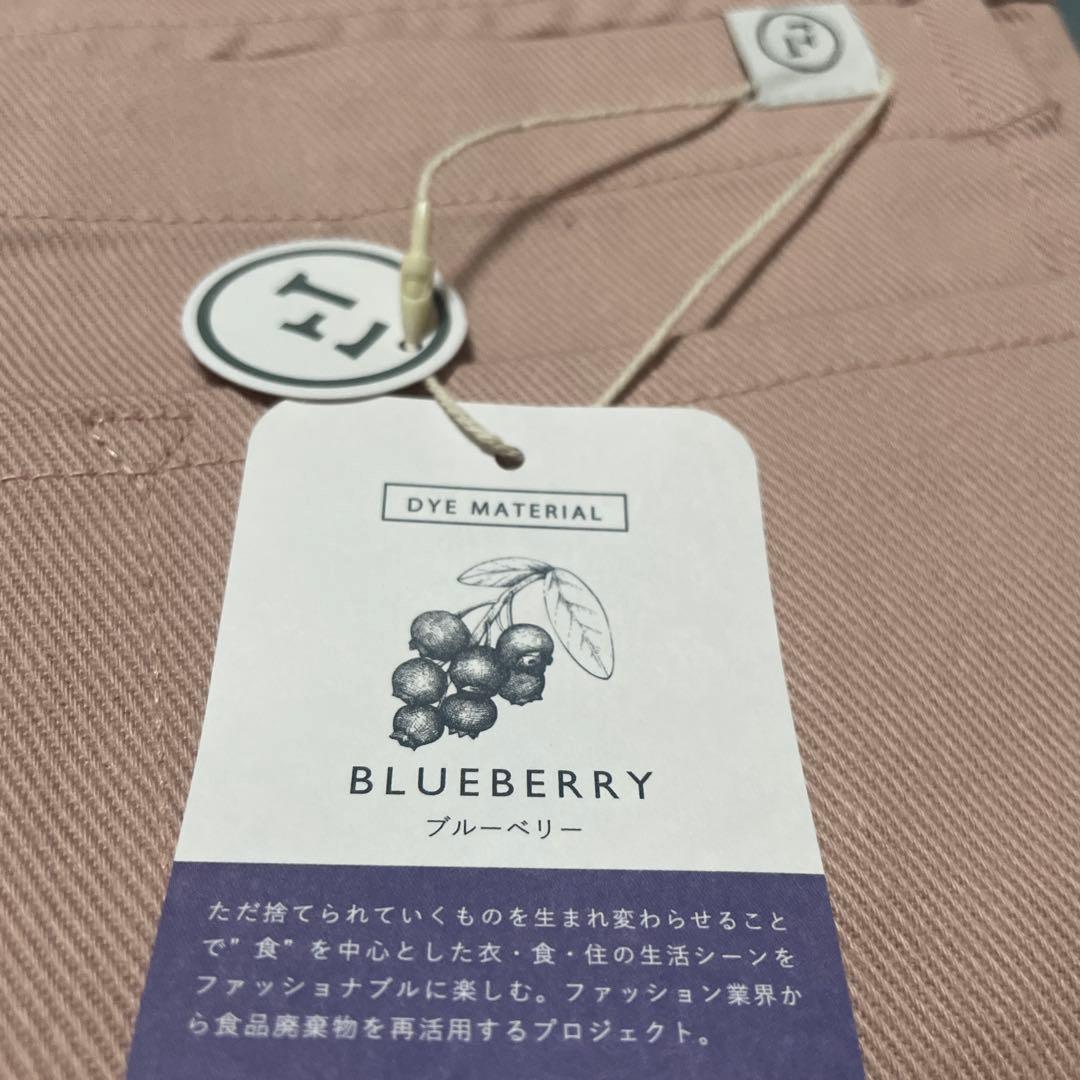 DYE MATERIAL
BLUEBERRY
ブルーベリー
ただ捨てられていくものを生まれ変わらせること
で”食”を中心とした衣・食・住の生活シーンを
ファッショナブルに楽しむ。ファッション業界か
ら食品廃棄物を再活用するプロジェクト。